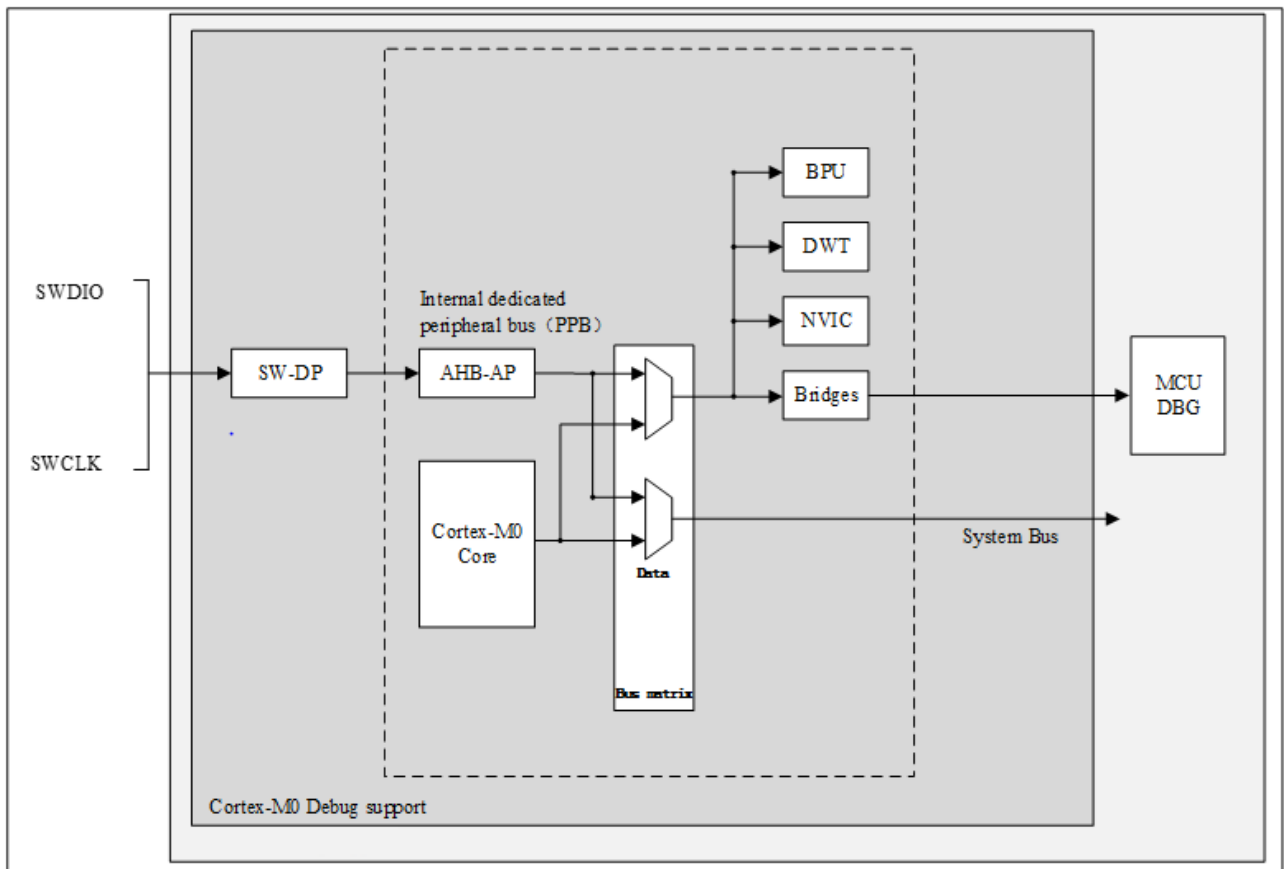 BPU
DWT
SWDIO
Internal dedicated
peripheral bus（PPB）
NVIC
SW-DP
AHB-AP
Bridges
MCU
DBG
SWCLK
Cortex-M0
Core
System Bus
Data
Bus matrix
Cortex-M0 Debug support